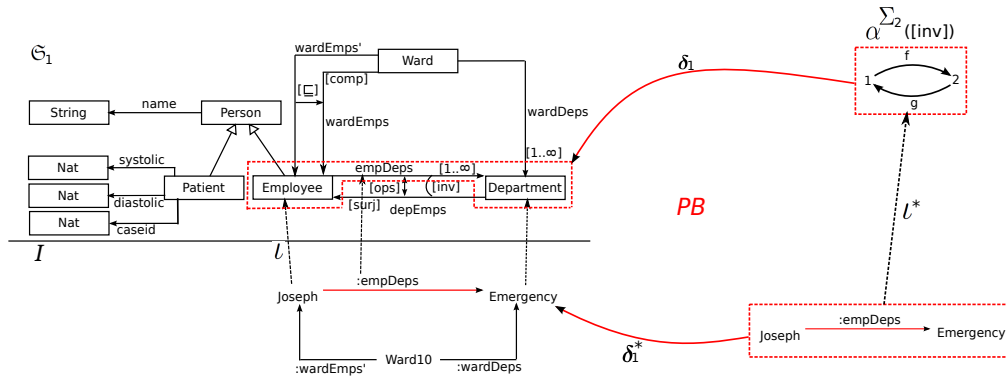 𝔖₁
α^Σ₂([inv])
wardEmps'
Ward
f
δ₁
[comp]
1
2
[⊑]
g
name
String
Person
wardDeps
wardEmps
[1..∞]
systolic
empDeps
[1..∞]
Nat
Patient
Employee
[ops]
([inv]
Department
Nat
diastolic
[surj]
depEmps
Nat
caseid
PB
ι*
I
ι
:empDeps
Joseph
Emergency
:empDeps
Joseph
Emergency
δ₁*
Ward10
:wardEmps'
:wardDeps